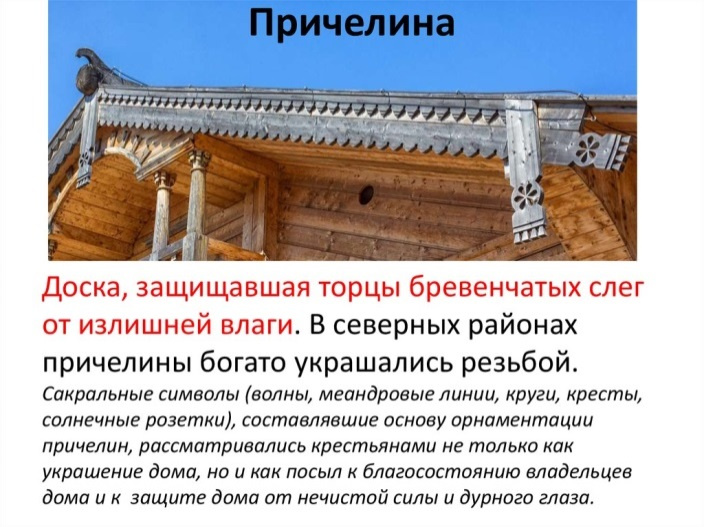 Причелина
Доска, защищавшая торцы бревенчатых слег
от излишней влаги. В северных районах
причелины богато украшались резьбой.
Сакральные символы (волны, меандровые линии, круги, кресты,
солнечные розетки), составлявшие основу орнаментации
причелин, рассматривались крестьянами не только как
украшение дома, но и как посыл к благосостоянию владельцев
дома и к  защите дома от нечистой силы и дурного глаза.